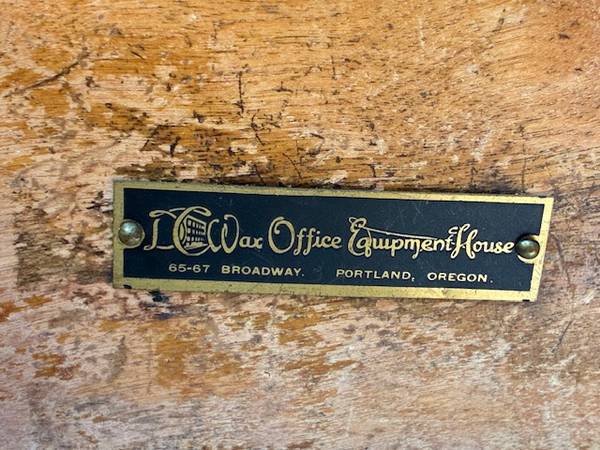 D C Wax Office Equipment House
65-67 BROADWAY. PORTLAND, OREGON.